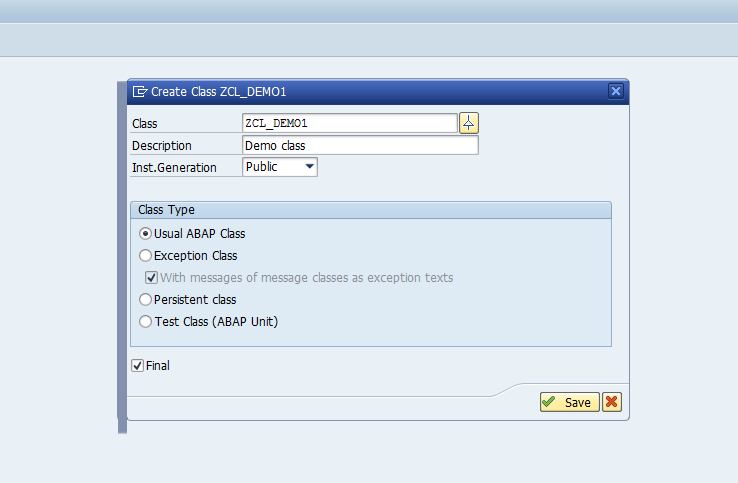 Create Class ZCL_DEMO1
Class ZCL_DEMO1
Description Demo class
Inst.Generation Public
Class Type
Usual ABAP Class
Exception Class
With messages of message classes as exception texts
Persistent class
Test Class (ABAP Unit)
Final
Save